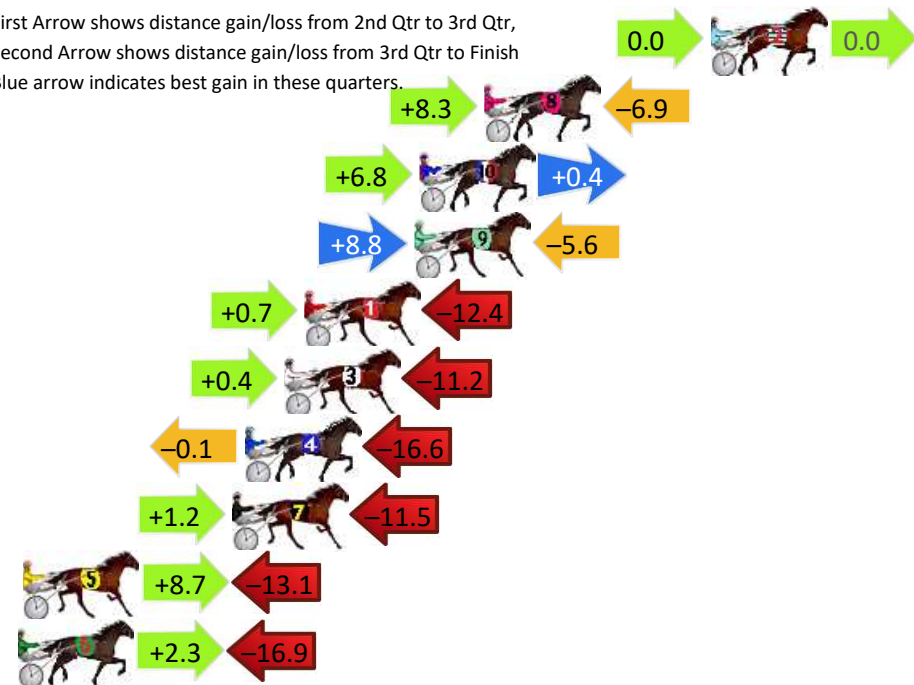 irst Arrow shows distance gain/loss from 2nd Qtr to 3rd Qtr,
econd Arrow shows distance gain/loss from 3rd Qtr to Finish
lue arrow indicates best gain in these quarters.
0.0 0.0
+8.3 8 –6.9
+6.8 10 +0.4
+8.8 9 –5.6
+0.7 1 –12.4
+0.4 3 –11.2
–0.1 4 –16.6
+1.2 7 –11.5
5 +8.7 –13.1
6 +2.3 –16.9